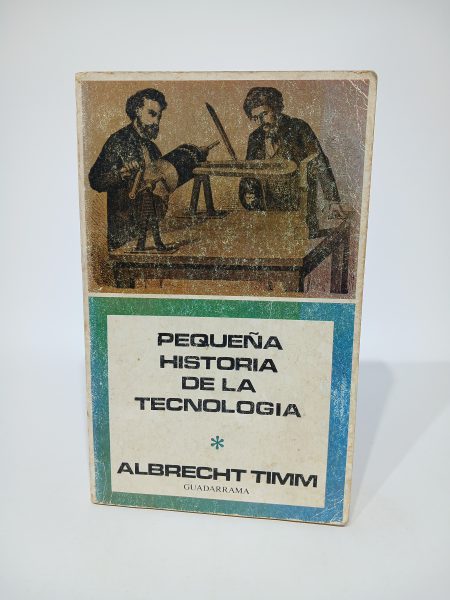 PEQUEÑA
HISTORIA
DE LA
TECNOLOGIA
*
ALBRECHT TIMM
GUADARRAMA